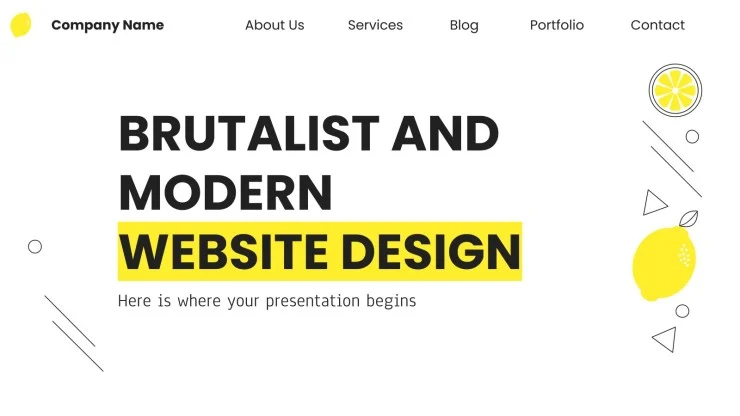 Company Name About Us Services Blog Portfolio Contact
BRUTALIST AND
MODERN
WEBSITE DESIGN
Here is where your presentation begins